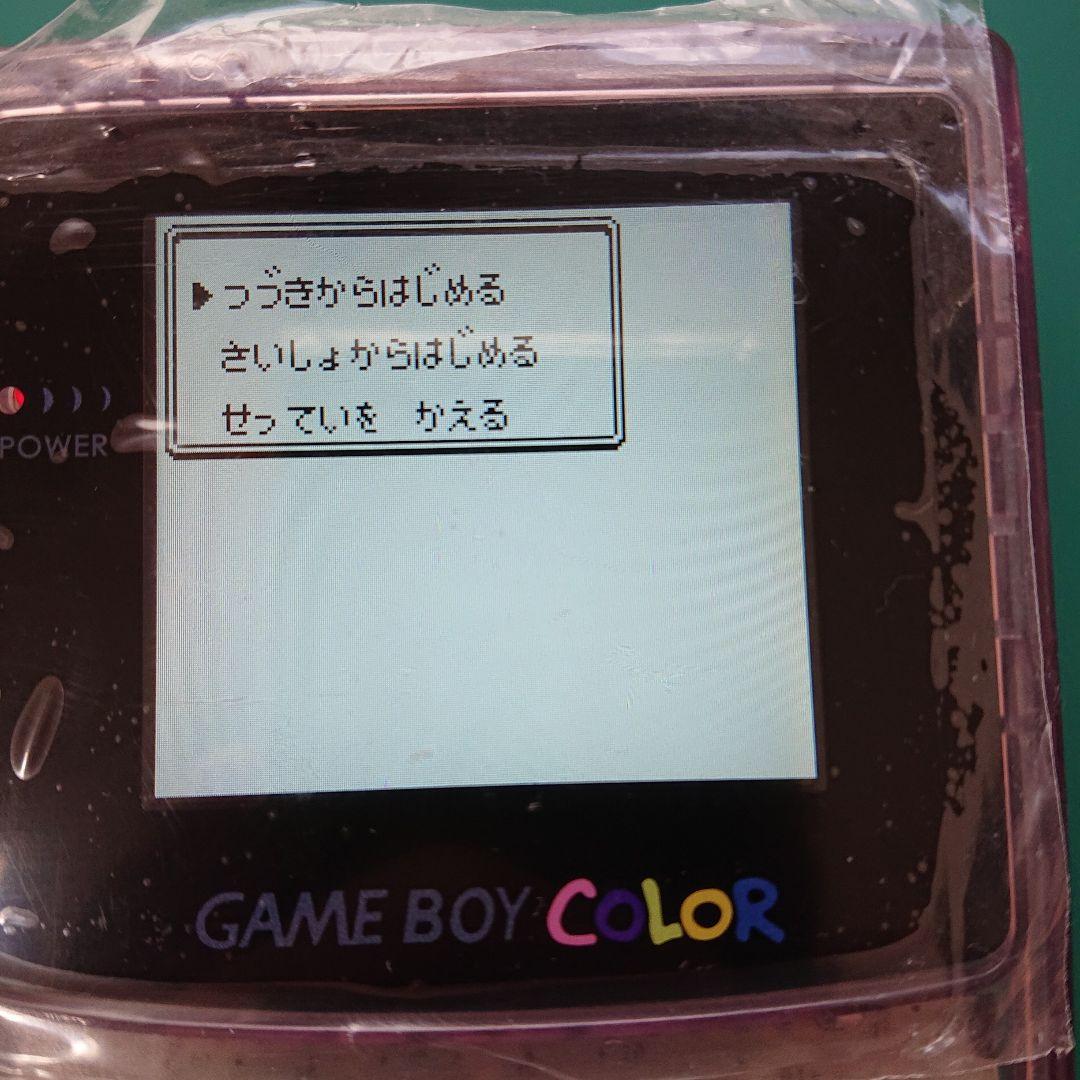 ▶つづきからはじめる
さいしょからはじめる
せっていを　かえる
POWER
GAME BOY COLOR